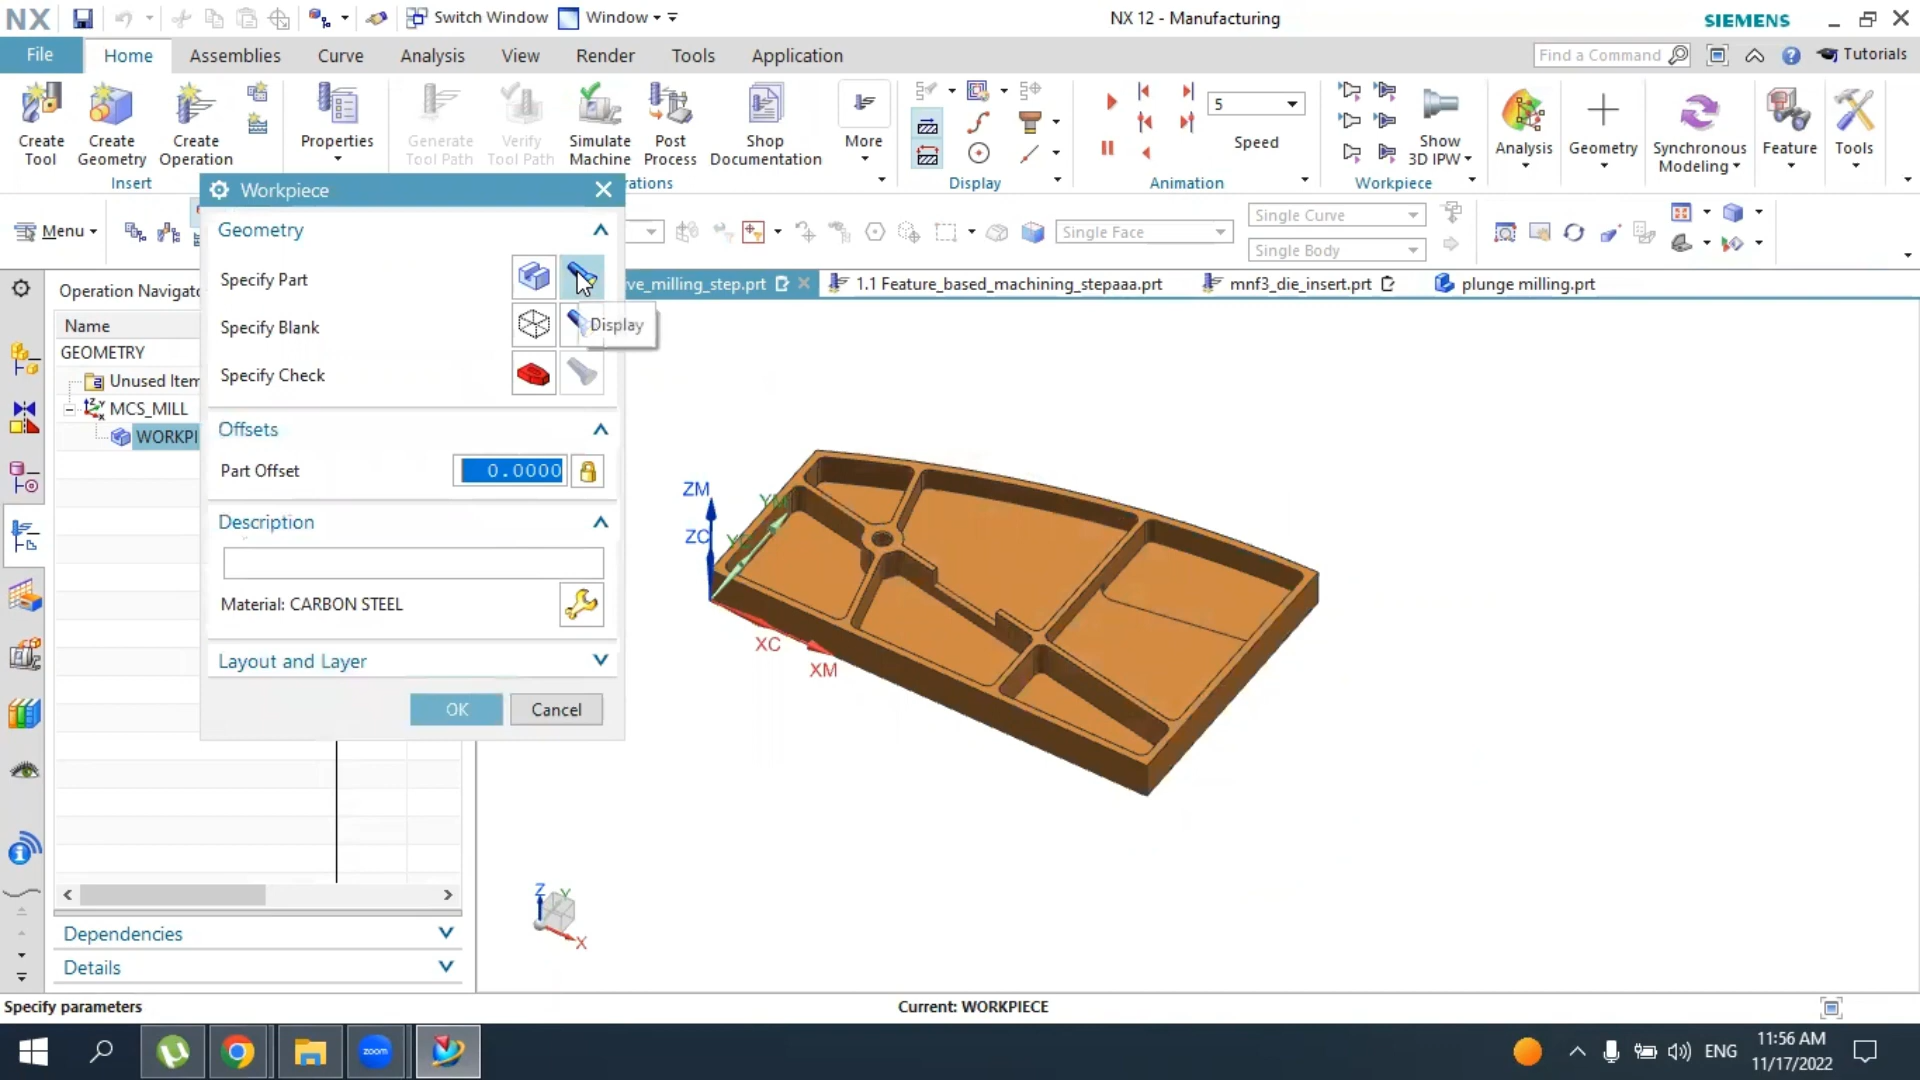 NX
Switch Window
Window
NX 12 - Manufacturing
SIEMENS
File
Home
Assemblies
Curve
Analysis
View
Render
Tools
Application
Find a Command
Tutorials
Create Tool
Create Geometry
Create Operation
Insert
Properties
Generate Tool Path
Verify Tool Path
Simulate Machine
Post Process
Shop Documentation
More
rations
Display
5
Speed
Animation
Show 3D IPW
Workpiece
Analysis
Geometry
Synchronous Modeling
Feature
Tools
Menu
Single Face
Single Curve
Single Body
ve_milling_step.prt
1.1 Feature_based_machining_stepaaa.prt
mnf3_die_insert.prt
plunge milling.prt
Operation Navigato
Name
GEOMETRY
Unused Item
MCS_MILL
WORKPI
Workpiece
Geometry
Specify Part
Specify Blank
Specify Check
Display
Offsets
Part Offset
0.0000
Description
Material: CARBON STEEL
Layout and Layer
OK
Cancel
ZM
ZC
XC
XM
Z
Y
X
Dependencies
Details
Specify parameters
Current: WORKPIECE
zoom
ENG
11:56 AM
11/17/2022